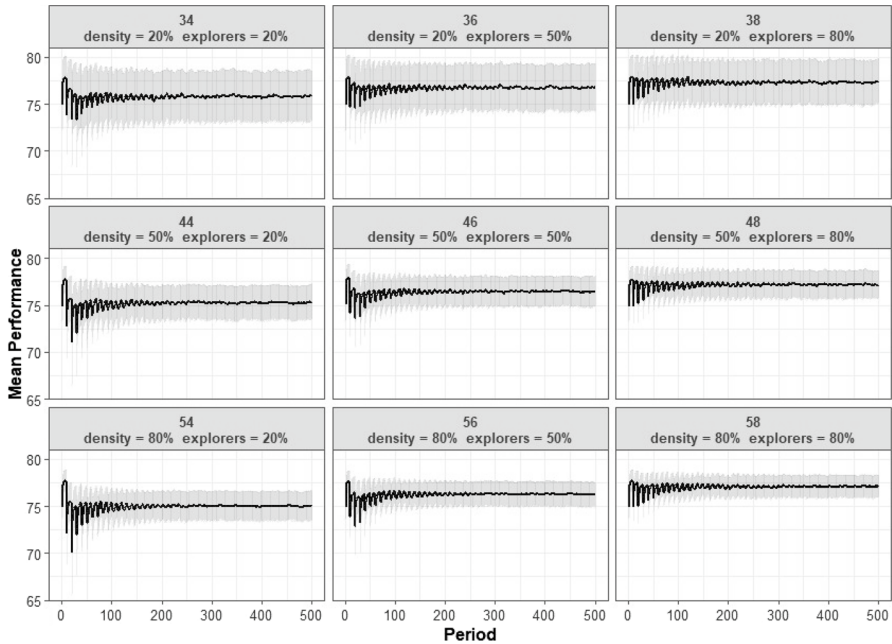 34
density = 20% explorers = 20%
36
density = 20% explorers = 50%
38
density = 20% explorers = 80%
80
75
70
65
44
density = 50% explorers = 20%
46
density = 50% explorers = 50%
48
density = 50% explorers = 80%
80
75
70
65
Mean Performance
54
density = 80% explorers = 20%
56
density = 80% explorers = 50%
58
density = 80% explorers = 80%
80
75
70
65
0 100 200 300 400 500 0 100 200 300 400 500 0 100 200 300 400 500
Period